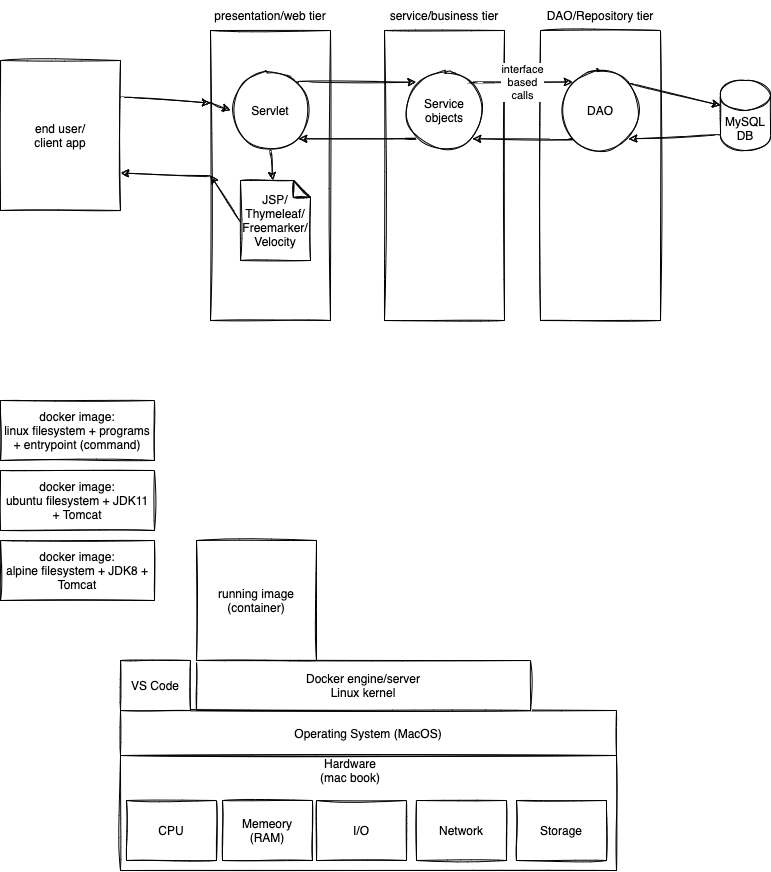 presentation/web tier
service/business tier
DAO/Repository tier
end user/
client app
Servlet
Service
objects
interface
based
calls
DAO
MySQL
DB
JSP/
Thymeleaf/
Freemarker/
Velocity
docker image:
linux filesystem + programs
+ entrypoint (command)
docker image:
ubuntu filesystem + JDK11
+ Tomcat
docker image:
alpine filesystem + JDK8 +
Tomcat
running image
(container)
VS Code
Docker engine/server
Linux kernel
Operating System (MacOS)
Hardware
(mac book)
CPU
Memeory
(RAM)
I/O
Network
Storage